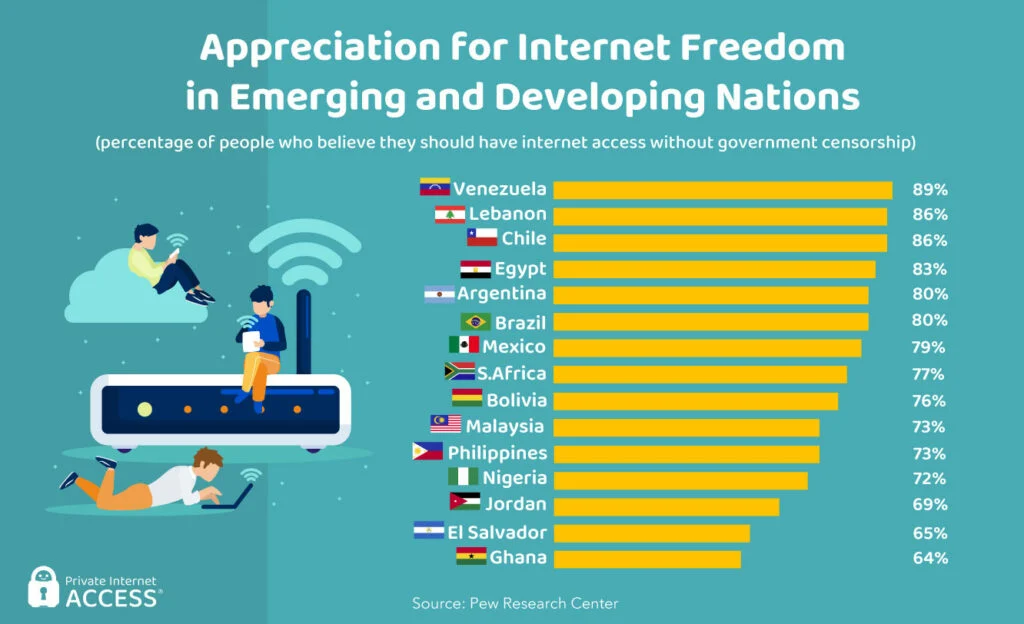 Appreciation for Internet Freedom
in Emerging and Developing Nations
(percentage of people who believe they should have internet access without government censorship)
Venezuela 89%
Lebanon 86%
Chile 86%
Egypt 83%
Argentina 80%
Brazil 80%
Mexico 79%
S.Africa 77%
Bolivia 76%
Malaysia 73%
Philippines 73%
Nigeria 72%
Jordan 69%
El Salvador 65%
Ghana 64%
Private Internet
ACCESS®
Source: Pew Research Center